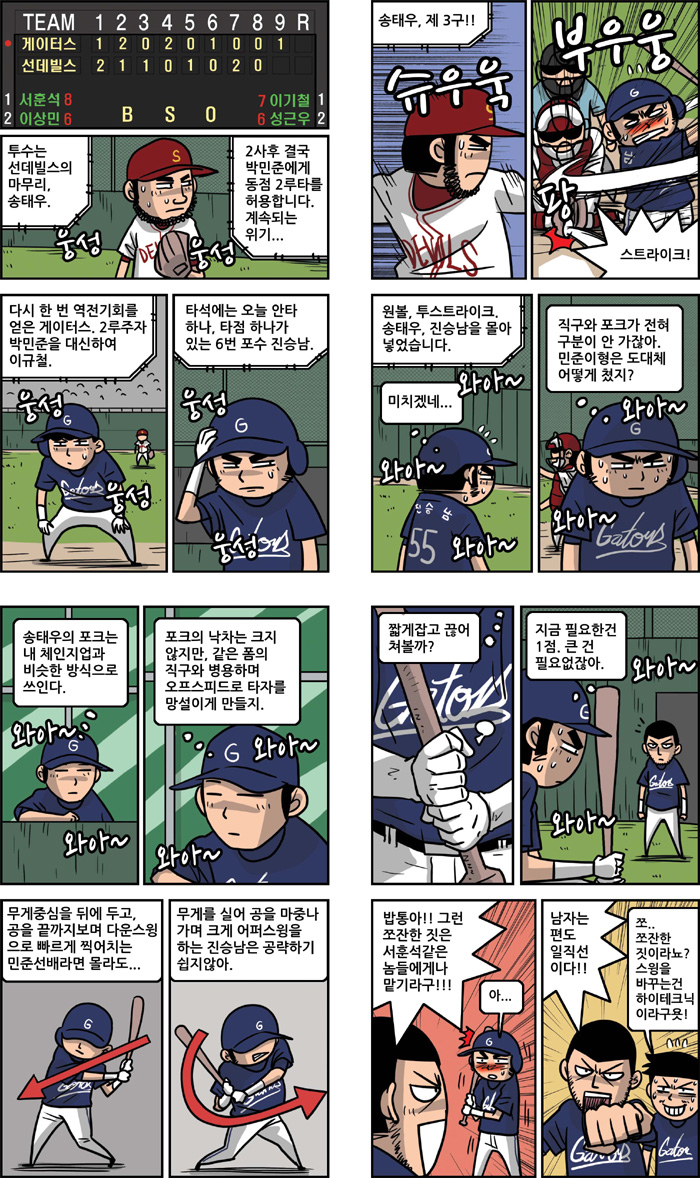 TEAM 1 2 3 4 5 6 7 8 9 R
게이터스 1 2 0 2 0 1 0 0 1
선데빌스 2 1 1 0 1 0 2 0
1 서훈석 8 7 이기철 1
2 이상민 6 B S O 6 성근우 2
투수는
선데빌스의
마무리,
송태우.
2사후 결국
박민준에게
동점 2루타를
허용합니다.
계속되는
위기...
S
DEVILS
웅성
웅성
다시 한 번 역전기회를
얻은 게이터스. 2루주자
박민준을 대신하여
이규철.
웅성
G
Gators
웅성
타석에는 오늘 안타
하나, 타점 하나가
있는 6번 포수 진승남.
웅성
G
Gators
웅성
송태우, 제 3구!!
슈우욱
S
DEVILS
부우웅
G
팡
스트라이크!
원볼, 투스트라이크.
송태우, 진승남을 몰아
넣었습니다.
와아~
미치겠네...
와아~
G
진승남
55
와아~
직구와 포크가 전혀
구분이 안 가잖아.
민준이형은 도대체
어떻게 쳤지?
와아~
G
와아~
Gators
송태우의 포크는
내 체인지업과
비슷한 방식으로
쓰인다.
와아~
G
와아~
포크의 낙차는 크지
않지만, 같은 폼의
직구와 병용하며
오프스피드로 타자를
망설이게 만들지.
G
와아~
와아~
무게중심을 뒤에 두고,
공을 끝까지보며 다운스윙
으로 빠르게 찍어치는
민준선배라면 몰라도...
G
Gators
무게를 실어 공을 마중나
가며 크게 어퍼스윙을
하는 진승남은 공략하기
쉽지않아.
G
Gators
짧게잡고 끊어
쳐볼까?
Gators
지금 필요한건
1점. 큰 건
필요없잖아.
와아~
G
Gators
와아~
밥통아!! 그런
쪼잔한 짓은
서훈석같은
놈들에게나
맡기라구!!!
아...
G
Gators
남자는
편도
일직선
이다!!
쪼..
쪼잔한
짓이라뇨?
스윙을
바꾸는건
하이테크닉
이라구욧!
Gators
Gator